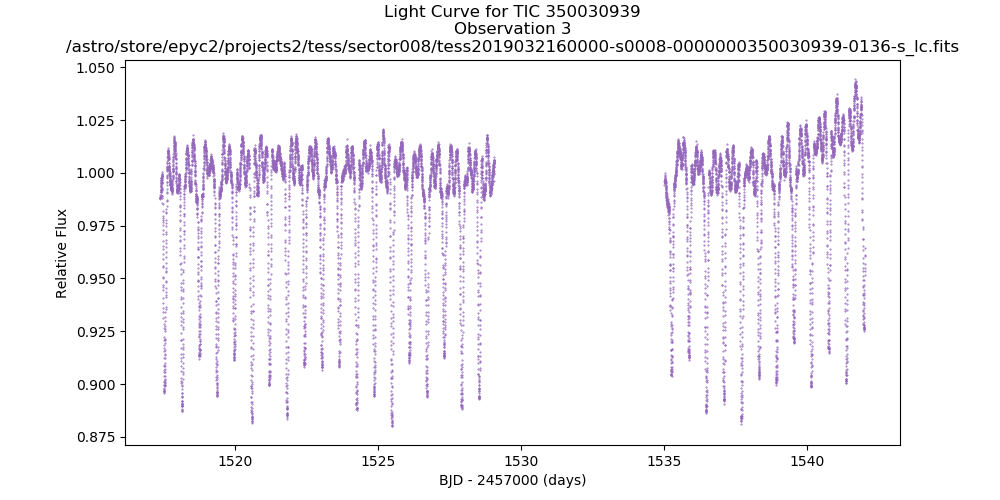 Light Curve for TIC 350030939
Observation 3
/astro/store/epyc2/projects2/tess/sector008/tess2019032160000-s0008-0000000350030939-0136-s_lc.fits
1.050
1.025
1.000
0.975
0.950
0.925
0.900
0.875
Relative Flux
1520
1525
1530
1535
1540
BJD - 2457000 (days)